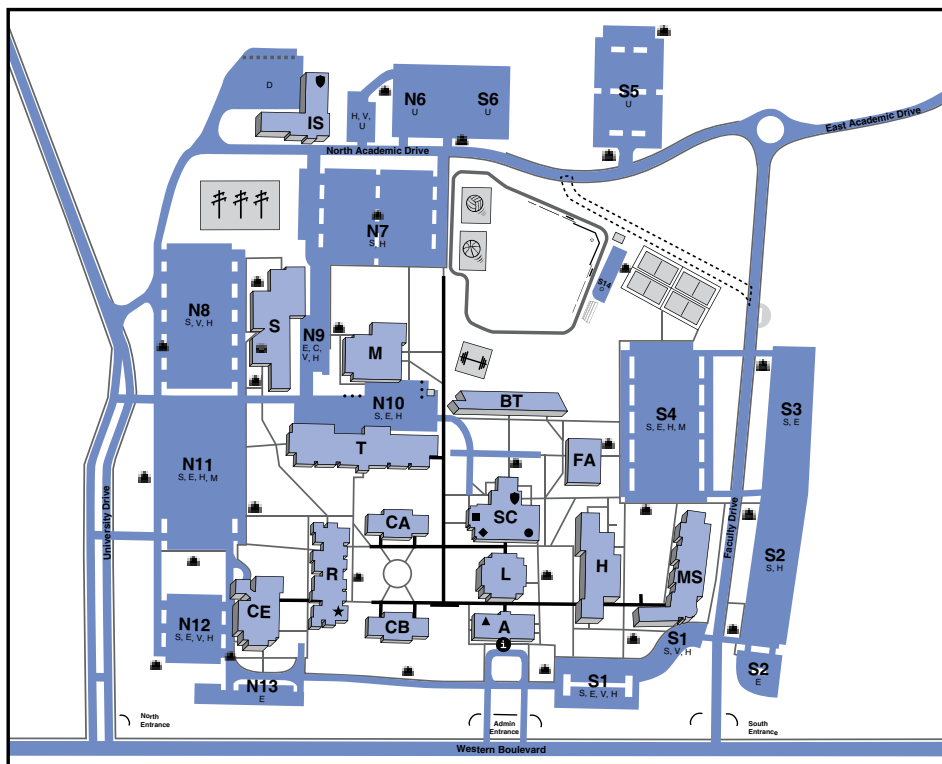 D
IS
H, V,
U
N6
U
S6
U
S5
U
East Academic Drive
North Academic Drive
N7
S, H
S14
U
N8
S, V, H
S
N9
E, C,
V, H
M
N10
S, E, H
BT
S4
S, E, H, M
S3
S, E
T
FA
N11
S, E, H, M
University Drive
Faculty Drive
CA
SC
R
L
H
MS
S2
S, H
CE
N12
S, E, V, H
CB
A
i
S1
S, V, H
S1
S, E, V, H
S2
E
N13
E
North
Entrance
Admin
Entrance
South
Entrance
Western Boulevard